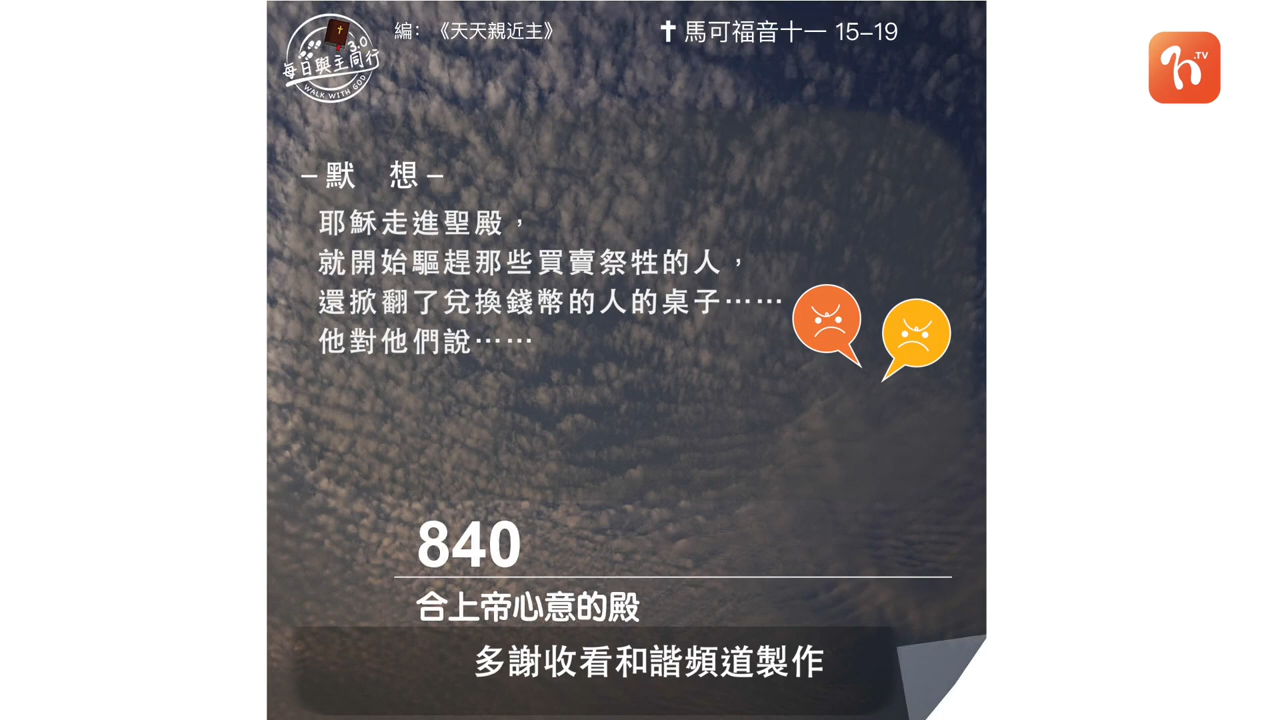 編：《天天親近主》
✝ 馬可福音十一 15–19
每日與主同行 3.0
WALK WITH GOD
h.TV
–默　想–
耶穌走進聖殿，
就開始驅趕那些買賣祭牲的人，
還掀翻了兌換錢幣的人的桌子……
他對他們說……
840
合上帝心意的殿
多謝收看和諧頻道製作